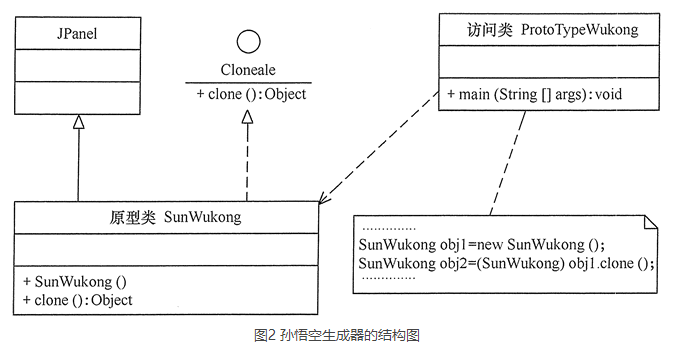 JPanel
Cloneale
+ clone ():Object
访问类 ProtoTypeWukong
+ main (String [] args):void
原型类 SunWukong
+ SunWukong ()
+ clone ():Object
..............
SunWukong obj1=new SunWukong ();
SunWukong obj2=(SunWukong) obj1.clone ();
..............
图2 孙悟空生成器的结构图